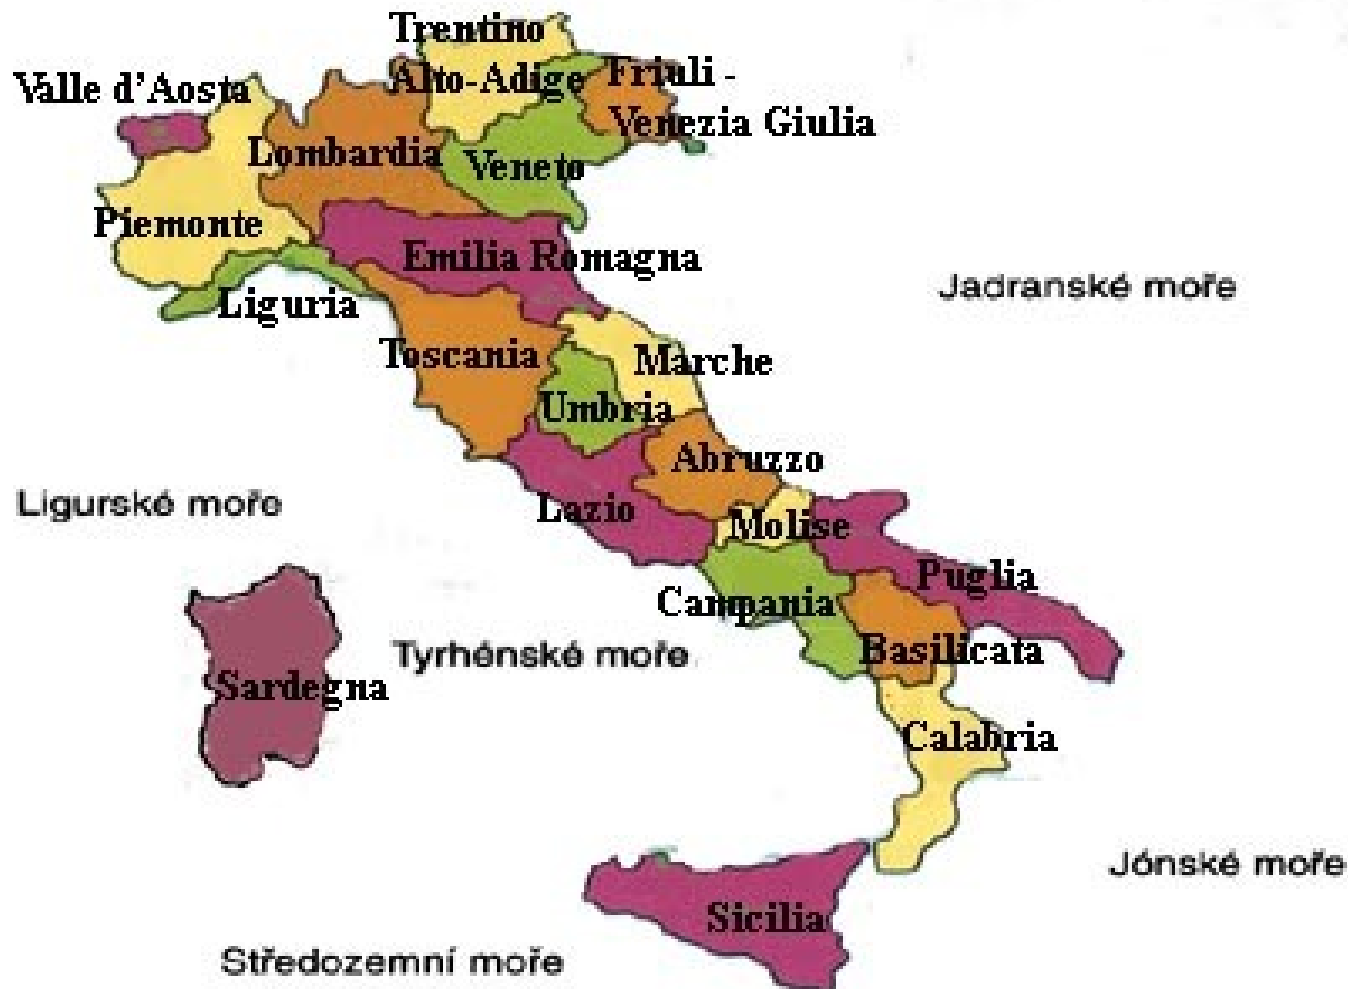 Trentino
Alto-Adige
Friuli -
Venezia Giulia
Valle d'Aosta
Lombardia
Veneto
Piemonte
Emilia Romagna
Liguria
Jadranské moře
Toscania
Marche
Umbria
Abruzzo
Ligurské moře
Lazio
Molise
Puglia
Campania
Tyrhénské moře
Basilicata
Sardegna
Calabria
Jónské moře
Sicilia
Středozemní moře